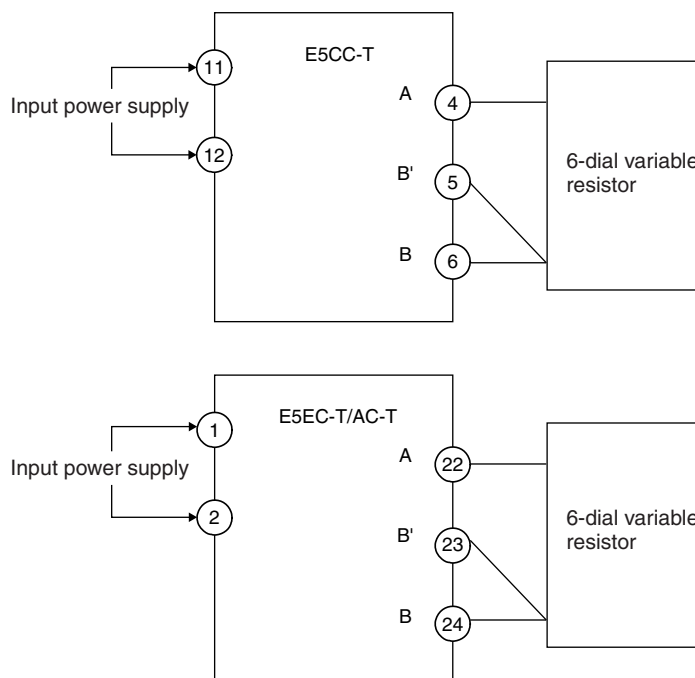 E5CC-T
11
A
4
Input power supply
12
B'
5
6-dial variable
resistor
B
6
E5EC-T/AC-T
1
A
22
Input power supply
2
B'
23
6-dial variable
resistor
B
24